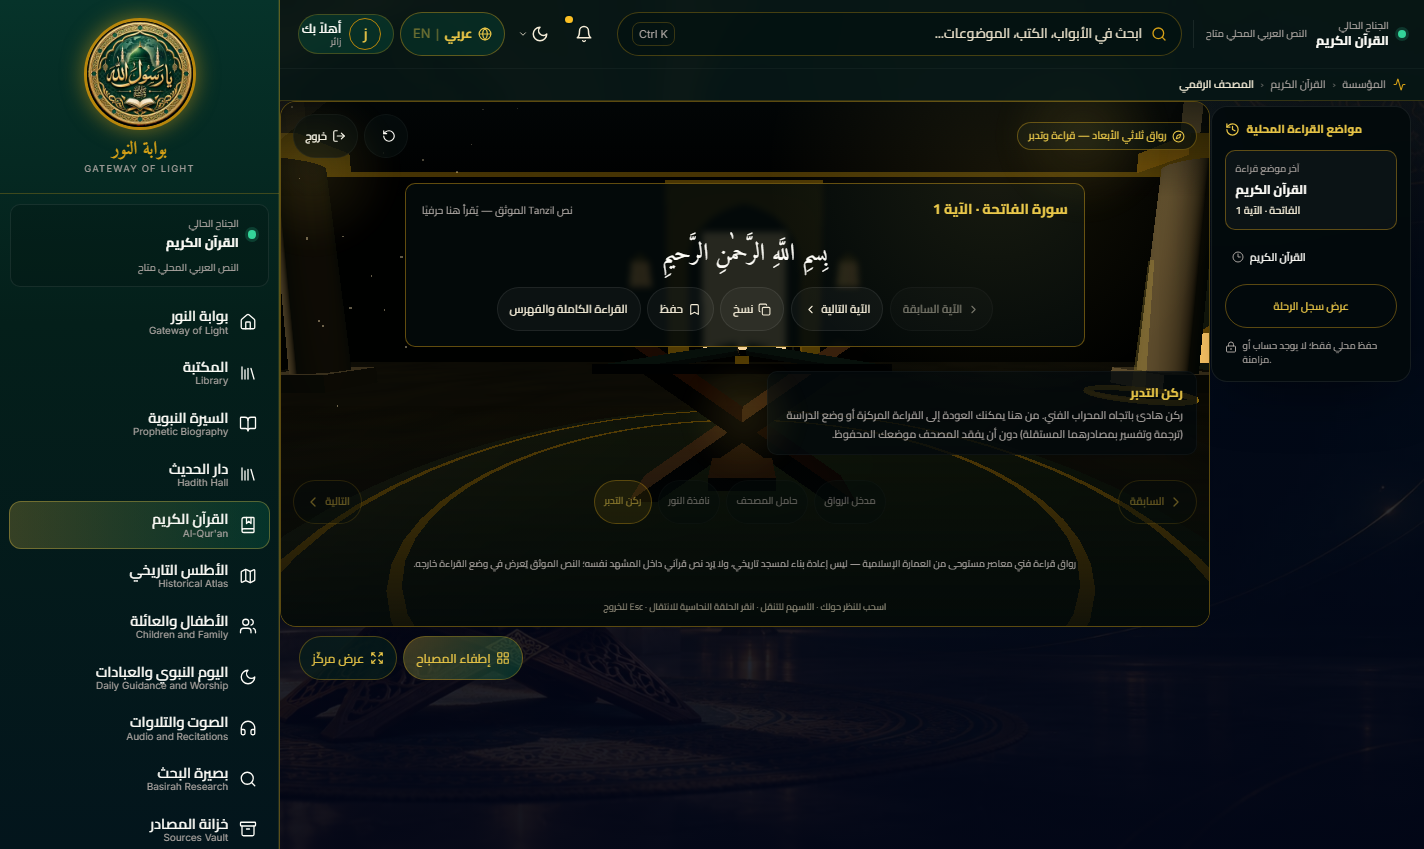 الجناح الحالي
القرآن الكريم
النص العربي المحلي متاح
ابحث في الأبواب، الكتب، الموضوعات...
Ctrl K
عربي | EN
أهلاً بك
زائر
ز
المؤسسة ‹ القرآن الكريم ‹ المصحف الرقمي
يا رسول الله
بوابة النور
GATEWAY OF LIGHT
الجناح الحالي
القرآن الكريم
النص العربي المحلي متاح
بوابة النور
Gateway of Light
المكتبة
Library
السيرة النبوية
Prophetic Biography
دار الحديث
Hadith Hall
القرآن الكريم
Al-Qur'an
الأطلس التاريخي
Historical Atlas
الأطفال والعائلة
Children and Family
اليوم النبوي والعبادات
Daily Guidance and Worship
الصوت والتلاوات
Audio and Recitations
بصيرة البحث
Basirah Research
خزانة المصادر
Sources Vault
مواضع القراءة المحلية
آخر موضع قراءة
القرآن الكريم
الفاتحة · الآية 1
القرآن الكريم
عرض سجل الرحلة
حفظ محلي فقط؛ لا يوجد حساب أو
مزامنة.
رواق ثلاثي الأبعاد — قراءة وتدبر
خروج
سورة الفاتحة · الآية 1
نص Tanzil الموثق — يُقرأ هنا حرفيًا
بِسمِ اللَّهِ الرَّحمٰنِ الرَّحيمِ
الآية السابقة
الآية التالية
نسخ
حفظ
القراءة الكاملة والفهرس
ركن التدبر
ركن هادئ باتجاه المحراب الفني. من هنا يمكنك العودة إلى القراءة المركزة أو وضع الدراسة
(ترجمة وتفسير بمصادرهما المستقلة) دون أن يفقد المصحف موضعك المحفوظ.
السابقة
مدخل الرواق
حامل المصحف
نافذة النور
ركن التدبر
التالية
رواق قراءة فني معاصر مستوحى من العمارة الإسلامية — ليس إعادة بناء لمسجد تاريخي، ولا يَرِد نص قرآني داخل المشهد نفسه؛ النص الموثّق يُعرض في وضع القراءة خارجه.
اسحب للنظر حولك · الأسهم للتنقل · انقر الحلقة النحاسية للانتقال · Esc للخروج
إطفاء المصباح
عرض مركّز